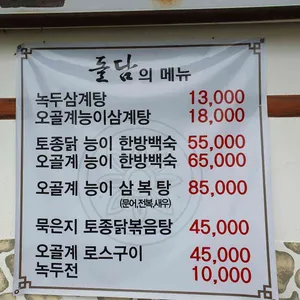 돌담의 메뉴
녹두삼계탕 13,000
오골계능이삼계탕 18,000
토종닭 능이 한방백숙 55,000
오골계 능이 한방백숙 65,000
오골계 능이 삼복탕 85,000
(문어,전복,새우)
묵은지 토종닭볶음탕 45,000
오골계 로스구이 45,000
녹두전 10,000